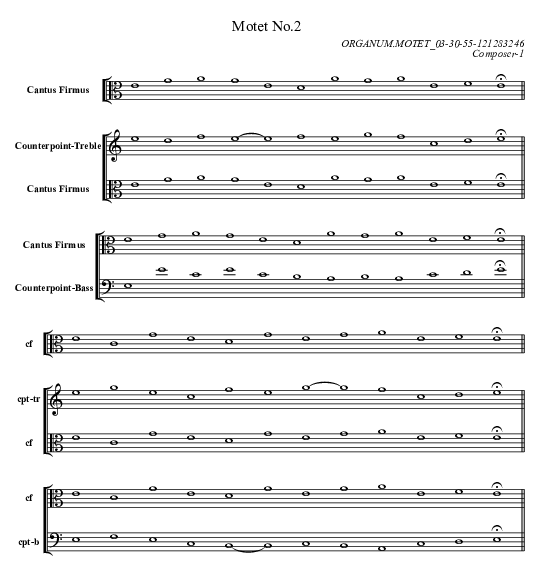 Motet No.2
ORGANUM.MOTET_03-30-55-121283246
Composer-1
Cantus Firmus
Counterpoint-Treble
Cantus Firmus
Cantus Firmus
Counterpoint-Bass
cf
cpt-tr
cf
cf
cpt-b